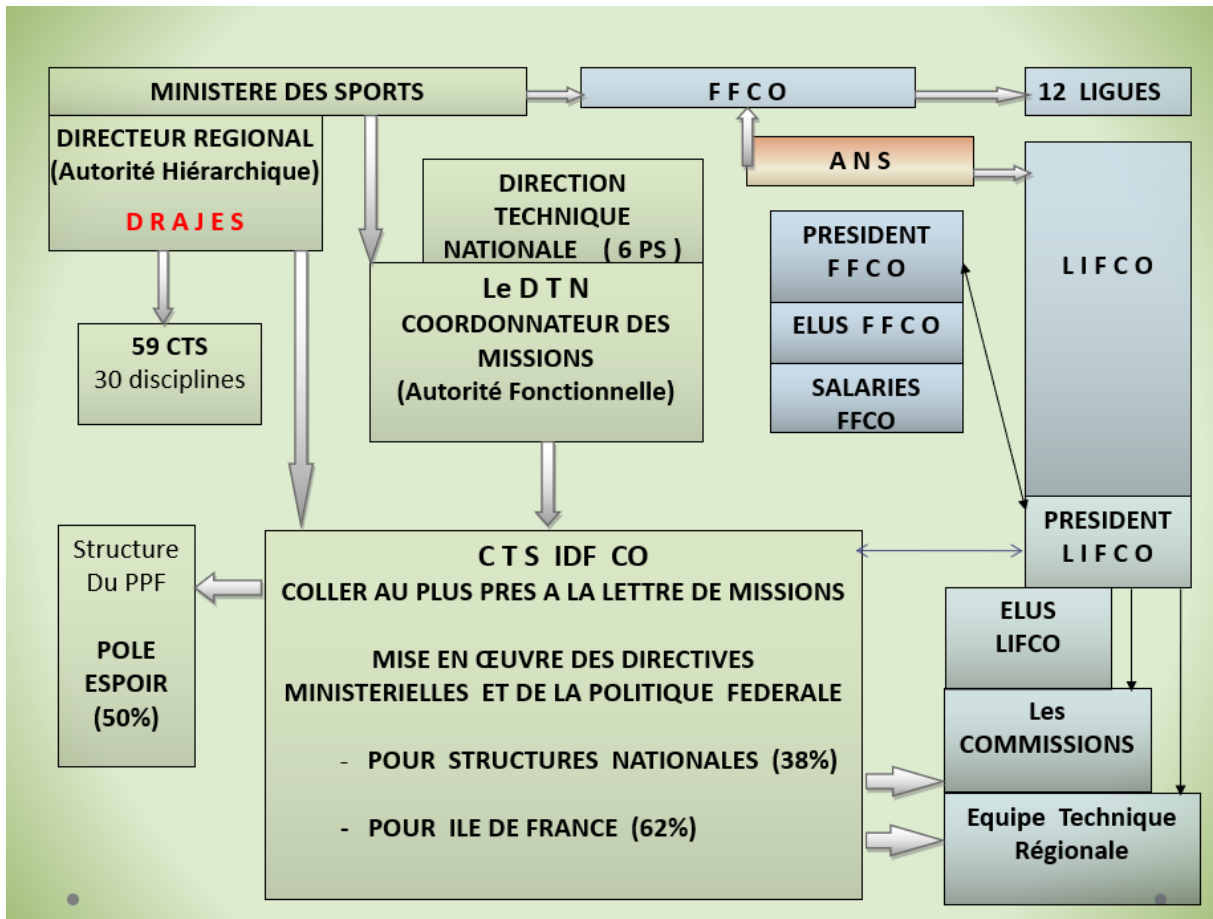 MINISTERE DES SPORTS
F F C O
12 LIGUES
DIRECTEUR REGIONAL
(Autorité Hiérarchique)
D R A J E S
A N S
DIRECTION
TECHNIQUE
NATIONALE ( 6 PS )
Le D T N
COORDONNATEUR DES
MISSIONS
(Autorité Fonctionnelle)
PRESIDENT
F F C O
ELUS F F C O
SALARIES
FFCO
L I F C O
59 CTS
30 disciplines
PRESIDENT
L I F C O
Structure
Du PPF
POLE
ESPOIR
(50%)
C T S IDF CO
COLLER AU PLUS PRES A LA LETTRE DE MISSIONS
MISE EN ŒUVRE DES DIRECTIVES
MINISTERIELLES ET DE LA POLITIQUE FEDERALE
- POUR STRUCTURES NATIONALES (38%)
- POUR ILE DE FRANCE (62%)
ELUS
LIFCO
Les
COMMISSIONS
Equipe Technique
Régionale